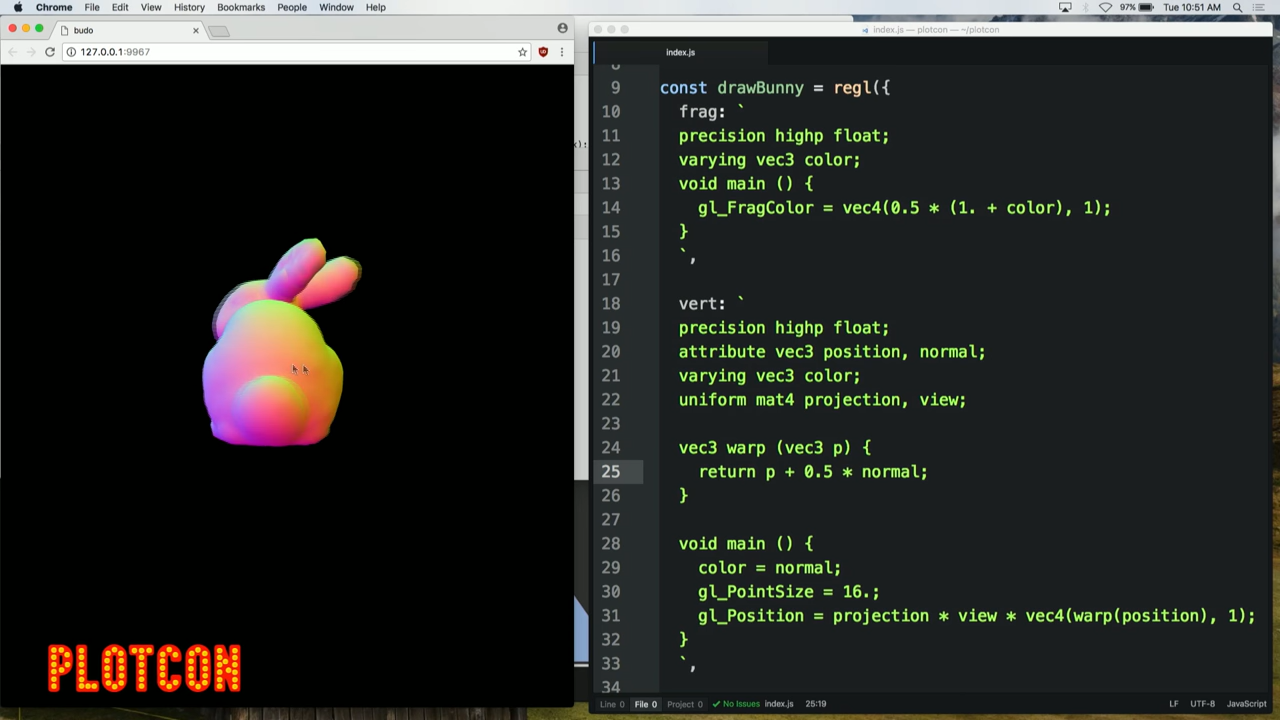 Chrome File Edit View History Bookmarks People Window Help 97% Tue 10:51 AM
budo
index.js — plotcon — ~/plotcon
127.0.0.1:9967
index.js
8
9 const drawBunny = regl({
10 frag: `
11 precision highp float;
12 varying vec3 color;
13 void main () {
14 gl_FragColor = vec4(0.5 * (1. + color), 1);
15 }
16 `,
17
18 vert: `
19 precision highp float;
20 attribute vec3 position, normal;
21 varying vec3 color;
22 uniform mat4 projection, view;
23
24 vec3 warp (vec3 p) {
25 return p + 0.5 * normal;
26 }
27
28 void main () {
29 color = normal;
30 gl_PointSize = 16.;
31 gl_Position = projection * view * vec4(warp(position), 1);
32 }
33 `,
34
PLOTCON
Line 0 File 0 Project 0 No Issues index.js 25:19 LF UTF-8 JavaScript